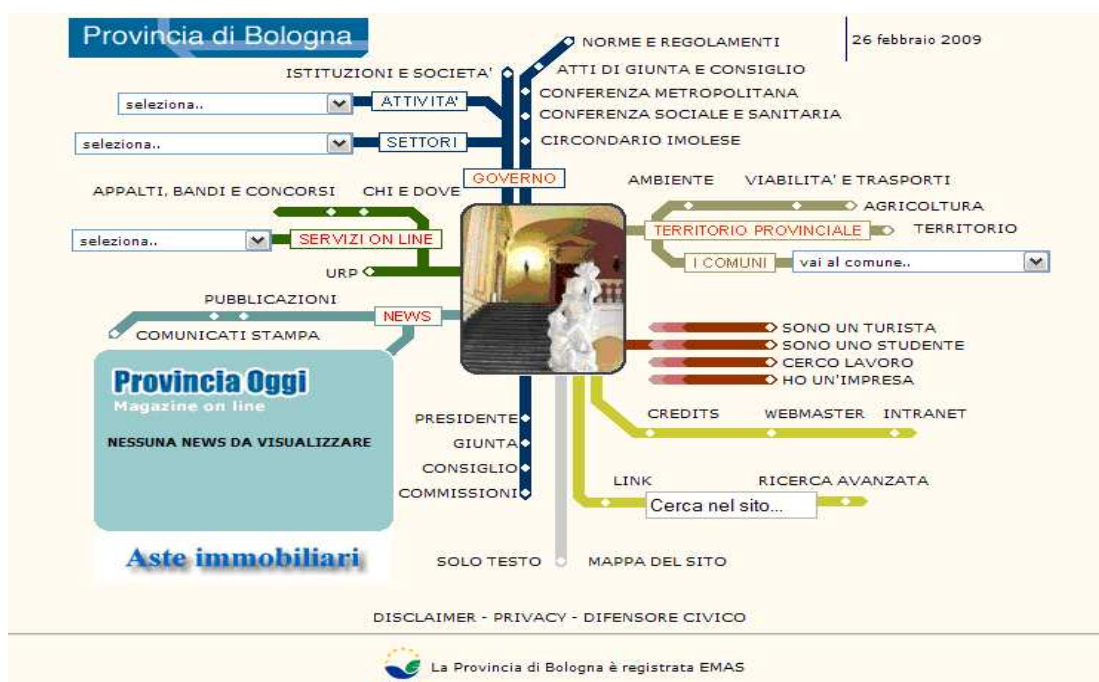 Provincia di Bologna
26 febbraio 2009
NORME E REGOLAMENTI
ISTITUZIONI E SOCIETA'
ATTI DI GIUNTA E CONSIGLIO
seleziona..
ATTIVITA'
CONFERENZA METROPOLITANA
CONFERENZA SOCIALE E SANITARIA
seleziona..
SETTORI
CIRCONDARIO IMOLESE
GOVERNO
APPALTI, BANDI E CONCORSI
CHI E DOVE
AMBIENTE
VIABILITA' E TRASPORTI
AGRICOLTURA
seleziona..
SERVIZI ON LINE
TERRITORIO PROVINCIALE
TERRITORIO
URP
I COMUNI
vai al comune..
PUBBLICAZIONI
NEWS
COMUNICATI STAMPA
SONO UN TURISTA
SONO UNO STUDENTE
CERCO LAVORO
HO UN'IMPRESA
Provincia Oggi
Magazine on line
NESSUNA NEWS DA VISUALIZZARE
PRESIDENTE
GIUNTA
CONSIGLIO
COMMISSIONI
CREDITS
WEBMASTER
INTRANET
LINK
RICERCA AVANZATA
Cerca nel sito...
Aste immobiliari
SOLO TESTO
MAPPA DEL SITO
DISCLAIMER - PRIVACY - DIFENSORE CIVICO
La Provincia di Bologna è registrata EMAS